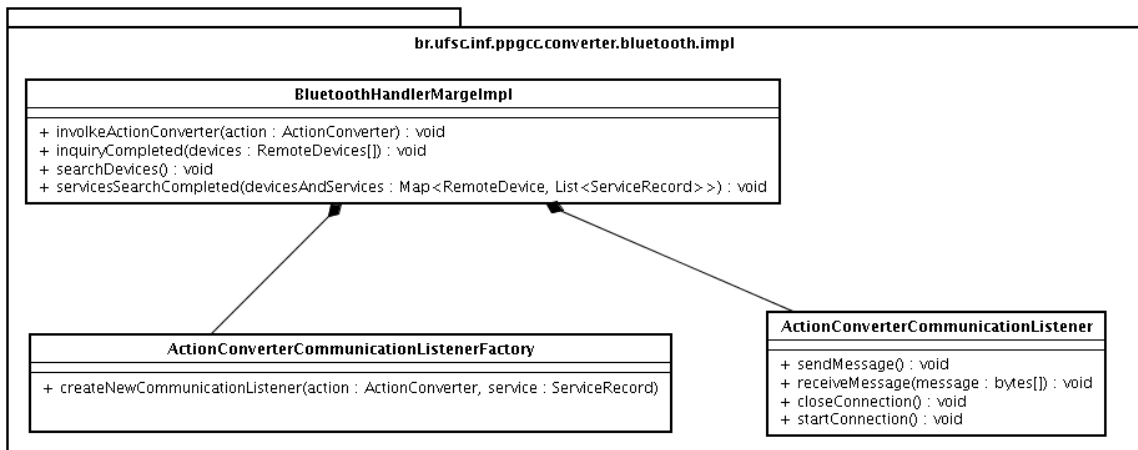 br.ufsc.inf.ppgcc.converter.bluetooth.impl
BluetoothHandlerMargeImpl
+ involkeActionConverter(action : ActionConverter) : void
+ inquiryCompleted(devices : RemoteDevices[]) : void
+ searchDevices() : void
+ servicesSearchCompleted(devicesAndServices : Map<RemoteDevice, List<ServiceRecord>>) : void
ActionConverterCommunicationListenerFactory
+ createNewCommunicationListener(action : ActionConverter, service : ServiceRecord)
ActionConverterCommunicationListener
+ sendMessage() : void
+ receiveMessage(message : bytes[]) : void
+ closeConnection() : void
+ startConnection() : void